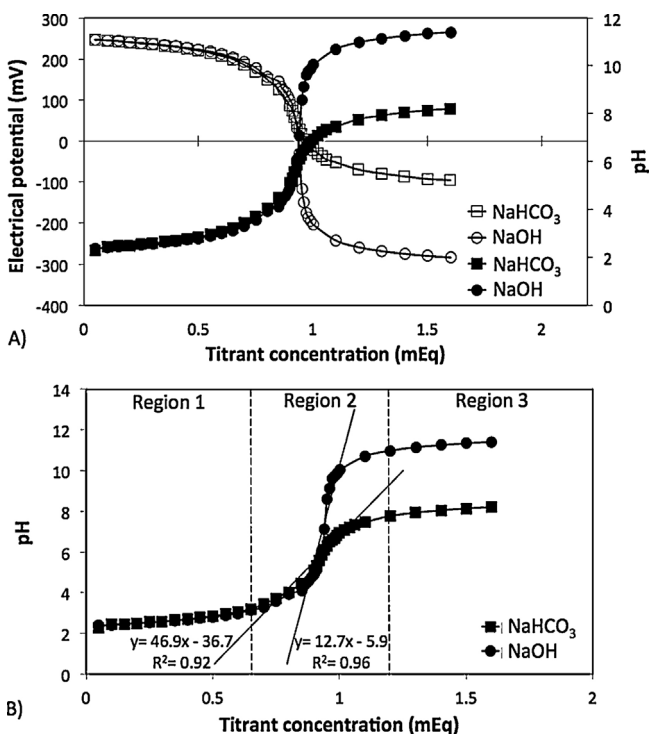 300
200
100
0
-100
-200
-300
-400
Electrical potential (mV)
12
10
8
6
4
2
0
pH
NaHCO₃
NaOH
NaHCO₃
NaOH
0 0.5 1 1.5 2
Titrant concentration (mEq)
A)
14
12
10
8
6
4
2
0
pH
Region 1 Region 2 Region 3
y= 46.9x - 36.7 y= 12.7x - 5.9
R²= 0.92 R²= 0.96
NaHCO₃
NaOH
0 0.5 1 1.5 2
Titrant concentration (mEq)
B)